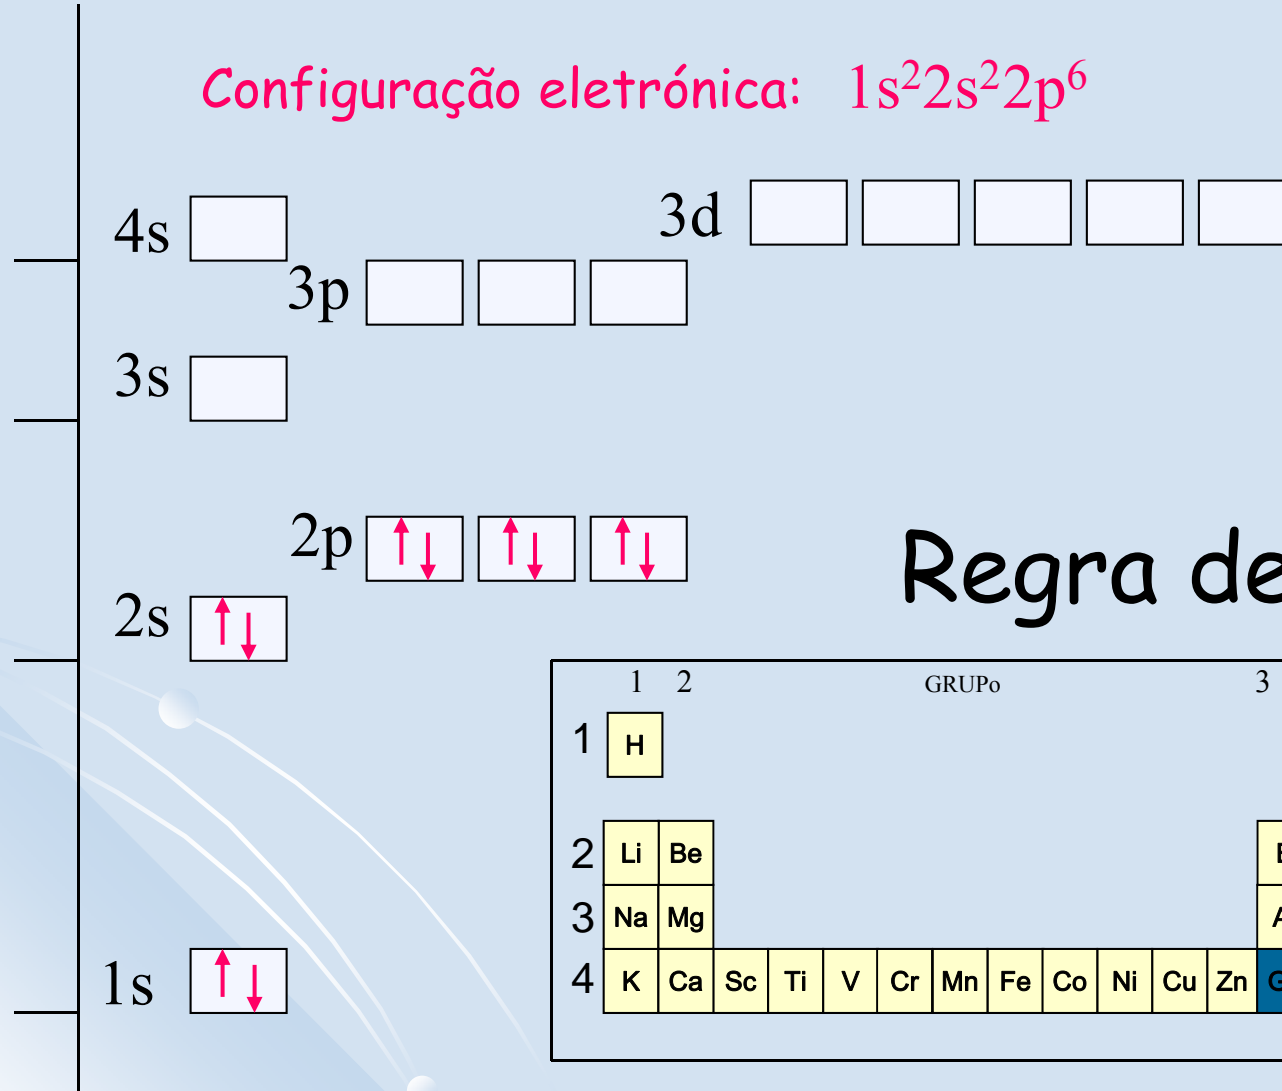 Configuração eletrónica: 1s²2s²2p⁶
4s
3d
3p
3s
2p
Regra de
2s
1 2 GRUPo 3
1 H
2 Li Be
3 Na Mg
1s
4 K Ca Sc Ti V Cr Mn Fe Co Ni Cu Zn